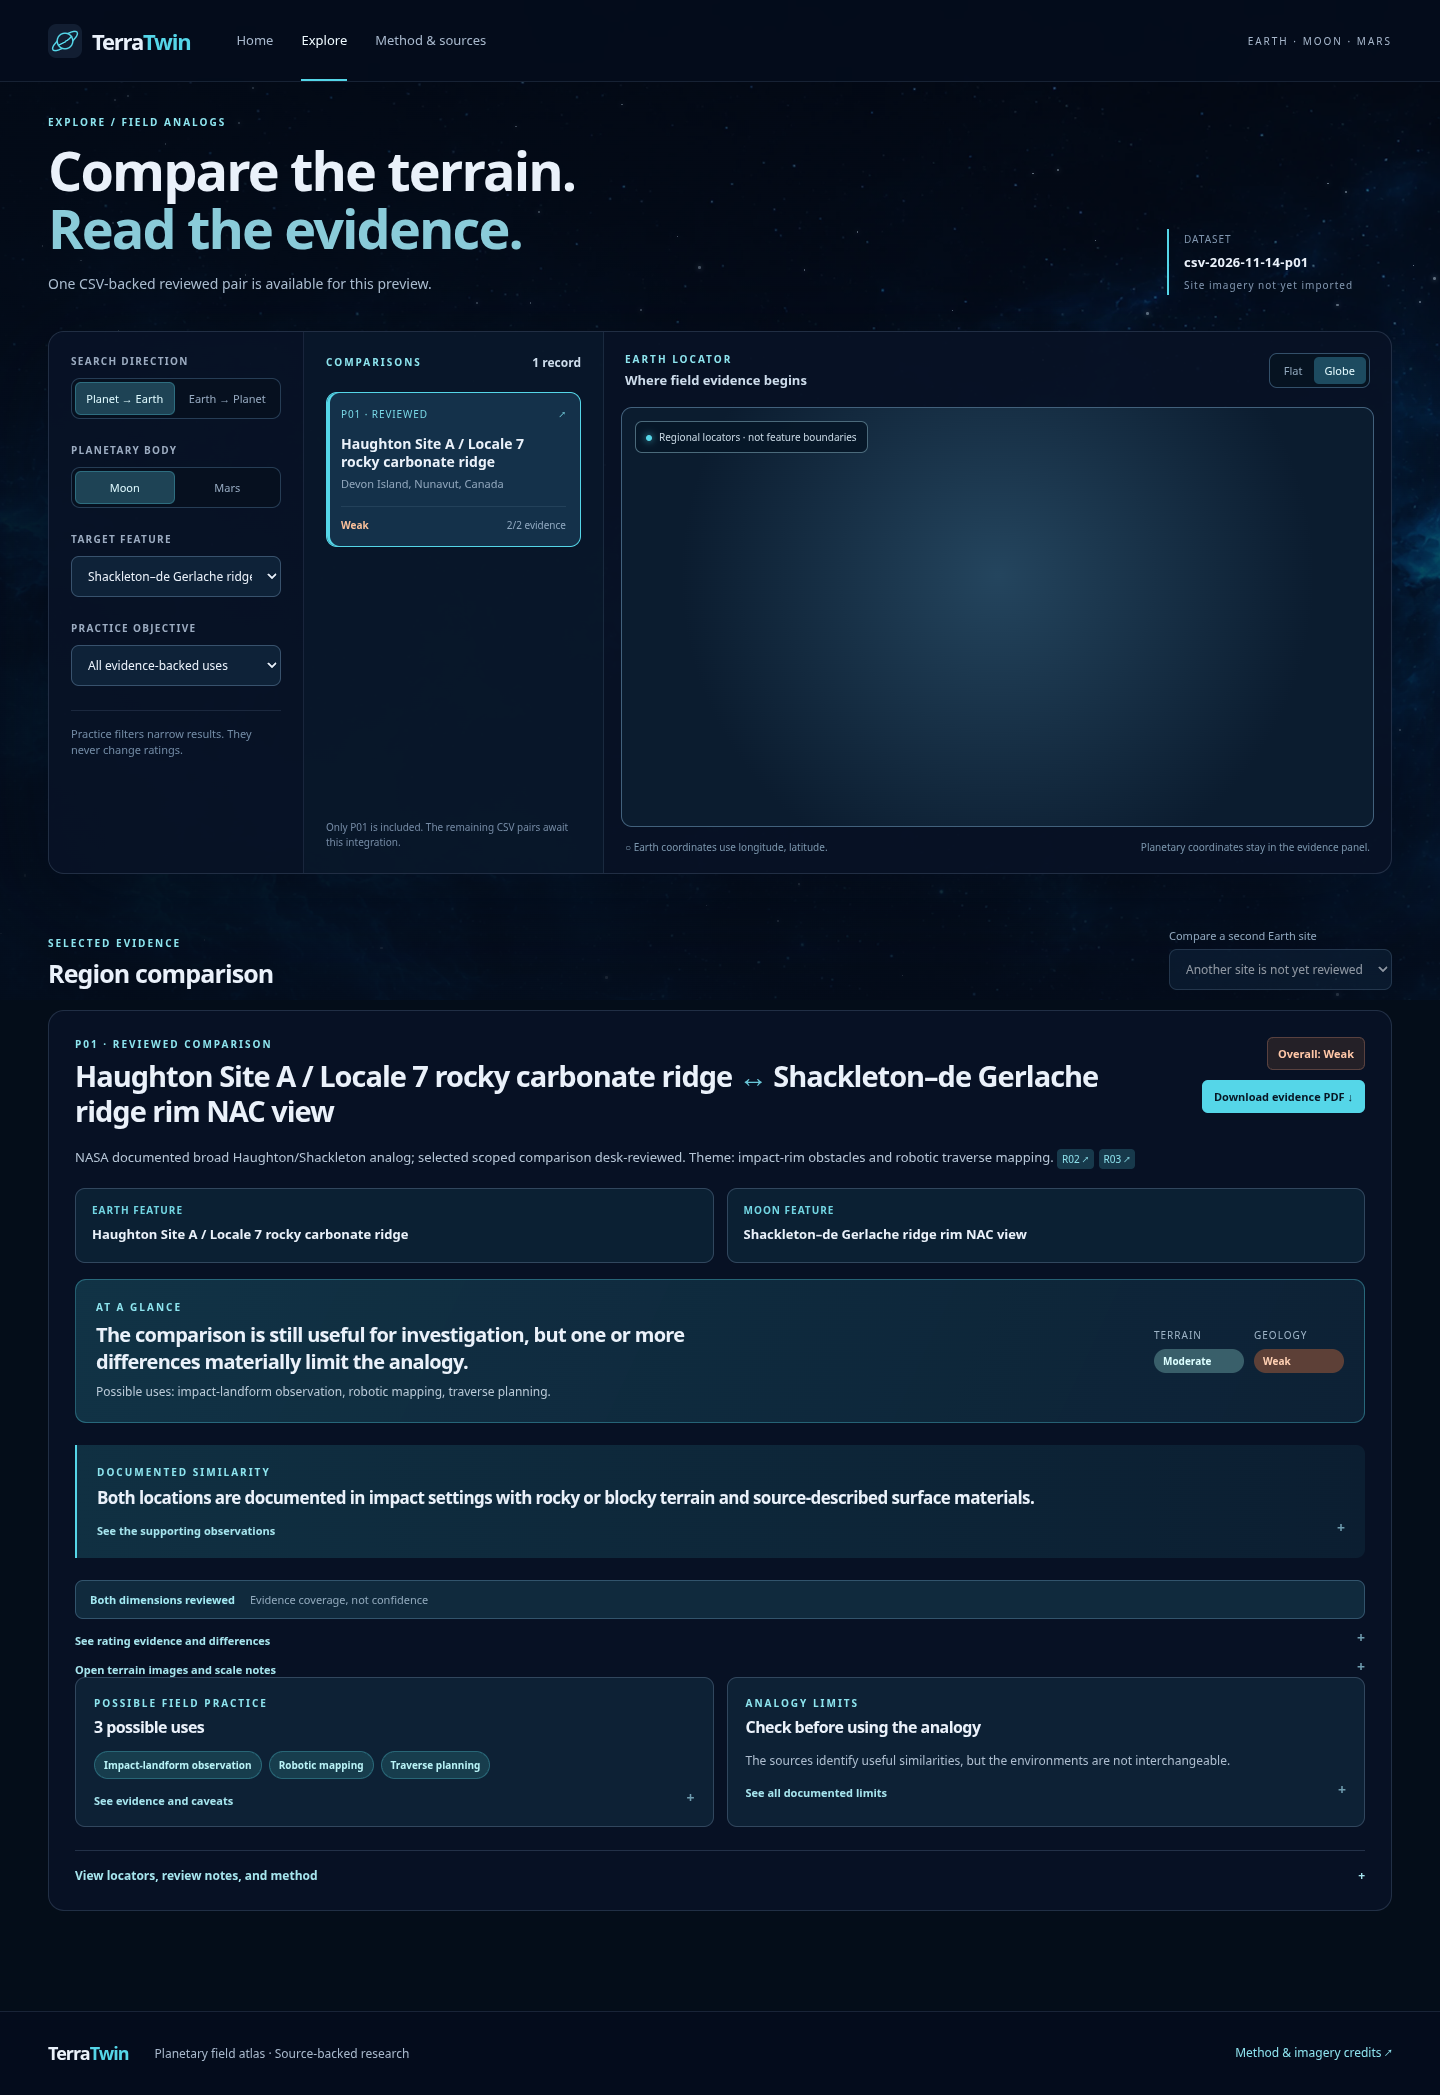 TerraTwin
Home
Explore
Method & sources
EARTH · MOON · MARS
EXPLORE / FIELD ANALOGS
Compare the terrain.
Read the evidence.
One CSV-backed reviewed pair is available for this preview.
DATASET
csv-2026-11-14-p01
Site imagery not yet imported
SEARCH DIRECTION
Planet → Earth
Earth → Planet
PLANETARY BODY
Moon
Mars
TARGET FEATURE
Shackleton–de Gerlache ridge
PRACTICE OBJECTIVE
All evidence-backed uses
Practice filters narrow results. They
never change ratings.
COMPARISONS
1 record
P01 · REVIEWED
↗
Haughton Site A / Locale 7
rocky carbonate ridge
Devon Island, Nunavut, Canada
Weak
2/2 evidence
Only P01 is included. The remaining CSV pairs await
this integration.
EARTH LOCATOR
Where field evidence begins
Flat
Globe
Regional locators · not feature boundaries
○ Earth coordinates use longitude, latitude.
Planetary coordinates stay in the evidence panel.
SELECTED EVIDENCE
Region comparison
Compare a second Earth site
Another site is not yet reviewed
P01 · REVIEWED COMPARISON
Haughton Site A / Locale 7 rocky carbonate ridge ↔ Shackleton–de Gerlache
ridge rim NAC view
Overall: Weak
Download evidence PDF ↓
NASA documented broad Haughton/Shackleton analog; selected scoped comparison desk-reviewed. Theme: impact-rim obstacles and robotic traverse mapping. R02 ↗ R03 ↗
EARTH FEATURE
Haughton Site A / Locale 7 rocky carbonate ridge
MOON FEATURE
Shackleton–de Gerlache ridge rim NAC view
AT A GLANCE
The comparison is still useful for investigation, but one or more
differences materially limit the analogy.
Possible uses: impact-landform observation, robotic mapping, traverse planning.
TERRAIN
Moderate
GEOLOGY
Weak
DOCUMENTED SIMILARITY
Both locations are documented in impact settings with rocky or blocky terrain and source-described surface materials.
See the supporting observations
+
Both dimensions reviewed
Evidence coverage, not confidence
See rating evidence and differences
+
Open terrain images and scale notes
+
POSSIBLE FIELD PRACTICE
3 possible uses
Impact-landform observation
Robotic mapping
Traverse planning
See evidence and caveats
+
ANALOGY LIMITS
Check before using the analogy
The sources identify useful similarities, but the environments are not interchangeable.
See all documented limits
+
View locators, review notes, and method
+
TerraTwin
Planetary field atlas · Source-backed research
Method & imagery credits ↗